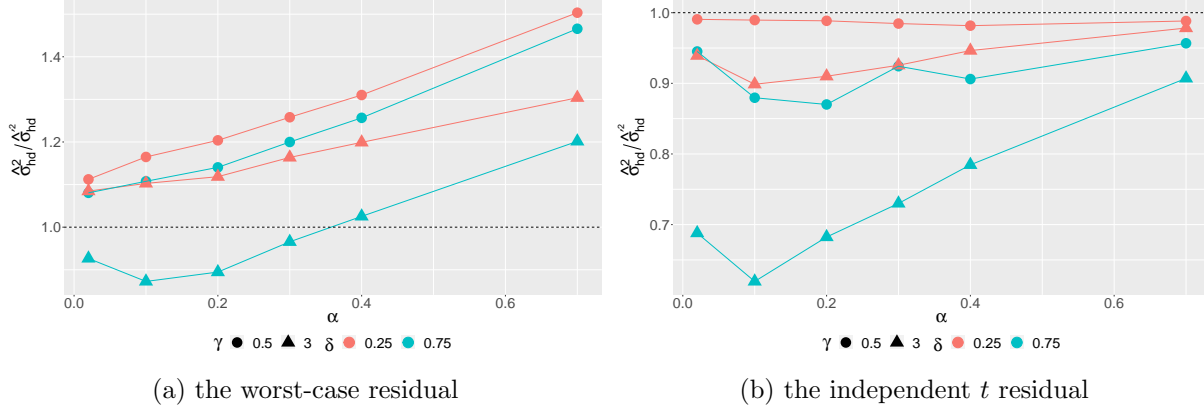 1.4
1.2
1.0
σ̂²hd/σ̂'²hd
0.0
0.2
0.4
0.6
α
γ 0.5 3 δ 0.25 0.75
(a) the worst-case residual
1.0
0.9
0.8
0.7
σ̂²hd/σ̂'²hd
0.0
0.2
0.4
0.6
α
γ 0.5 3 δ 0.25 0.75
(b) the independent t residual